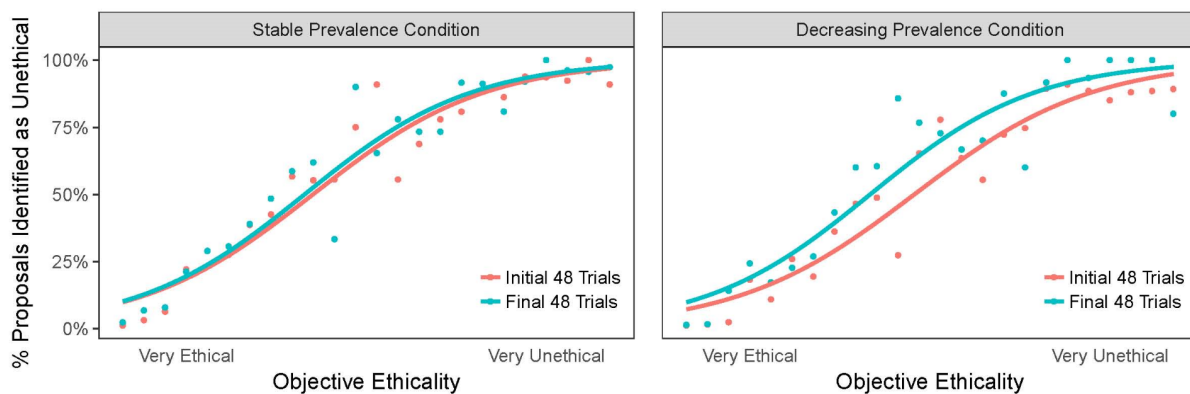 Stable Prevalence Condition
Decreasing Prevalence Condition
% Proposals Identified as Unethical
100%
75%
50%
25%
0%
Initial 48 Trials
Final 48 Trials
Initial 48 Trials
Final 48 Trials
Very Ethical
Very Unethical
Very Ethical
Very Unethical
Objective Ethicality
Objective Ethicality